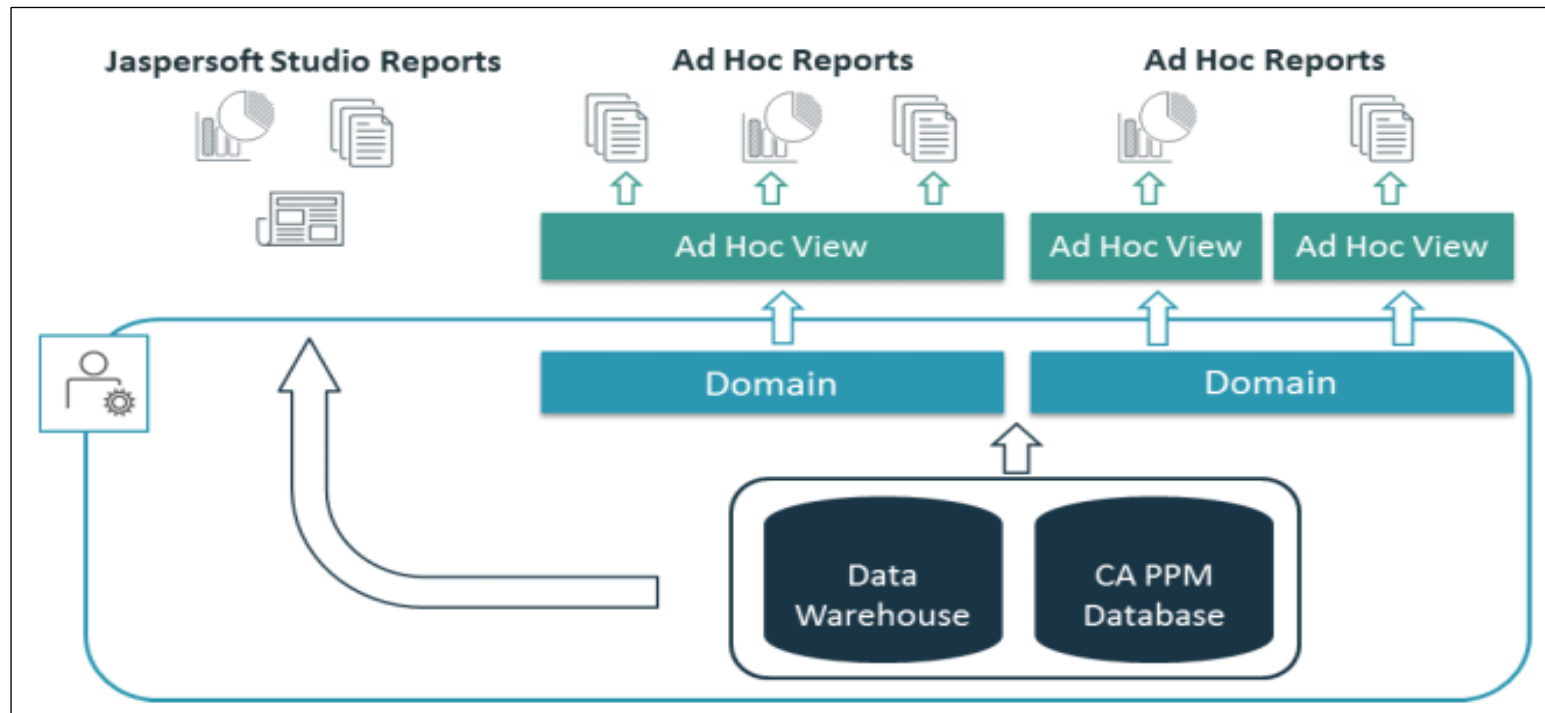 Jaspersoft Studio Reports
Ad Hoc Reports
Ad Hoc Reports
Ad Hoc View
Ad Hoc View
Ad Hoc View
Domain
Domain
Data
Warehouse
CA PPM
Database